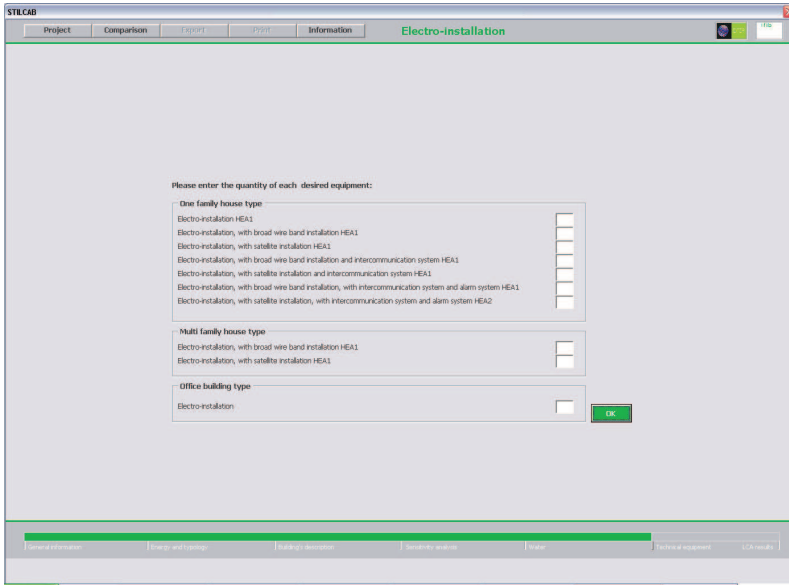 STILCAB
Project Comparison Export Print Information Electro-installation
Please enter the quantity of each desired equipment:
One family house type
Electro-installation HEA1
Electro-installation, with broad wire band installation HEA1
Electro-installation, with satellite installation HEA1
Electro-installation, with broad wire band installation and intercommunication system HEA1
Electro-installation, with satellite installation and intercommunication system HEA1
Electro-installation, with broad wire band installation, with intercommunication system and alarm system HEA1
Electro-installation, with satellite installation, with intercommunication system and alarm system HEA2
Multi family house type
Electro-installation, with broad wire band installation HEA1
Electro-installation, with satellite installation HEA1
Office building type
Electro-installation
OK
General information Energy and typology Building's description Sensitivity analysis Water Technical equipment LCA results